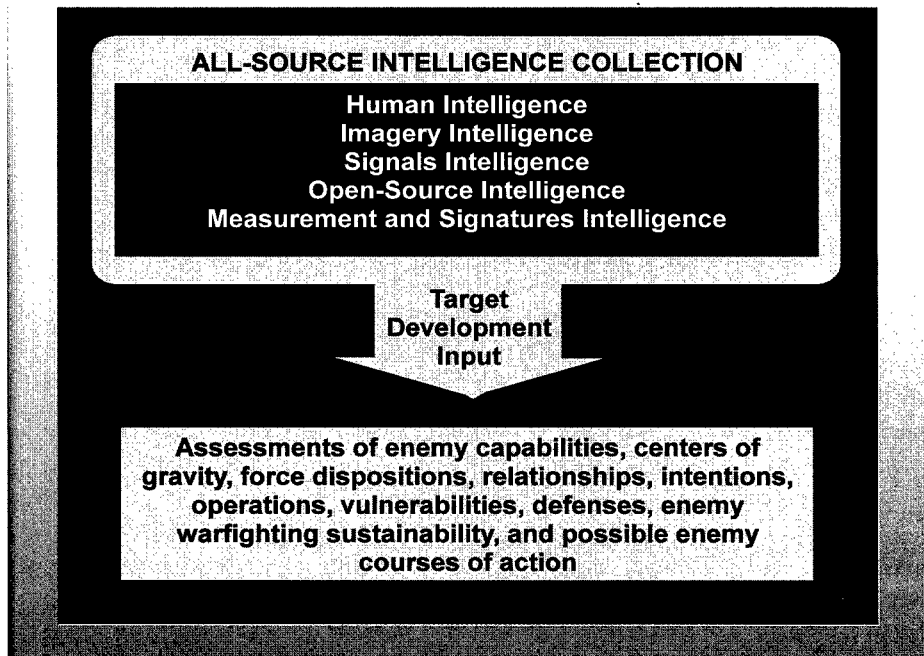 ALL-SOURCE INTELLIGENCE COLLECTION
Human Intelligence
Imagery Intelligence
Signals Intelligence
Open-Source Intelligence
Measurement and Signatures Intelligence
Target
Development
Input
Assessments of enemy capabilities, centers of
gravity, force dispositions, relationships, intentions,
operations, vulnerabilities, defenses, enemy
warfighting sustainability, and possible enemy
courses of action